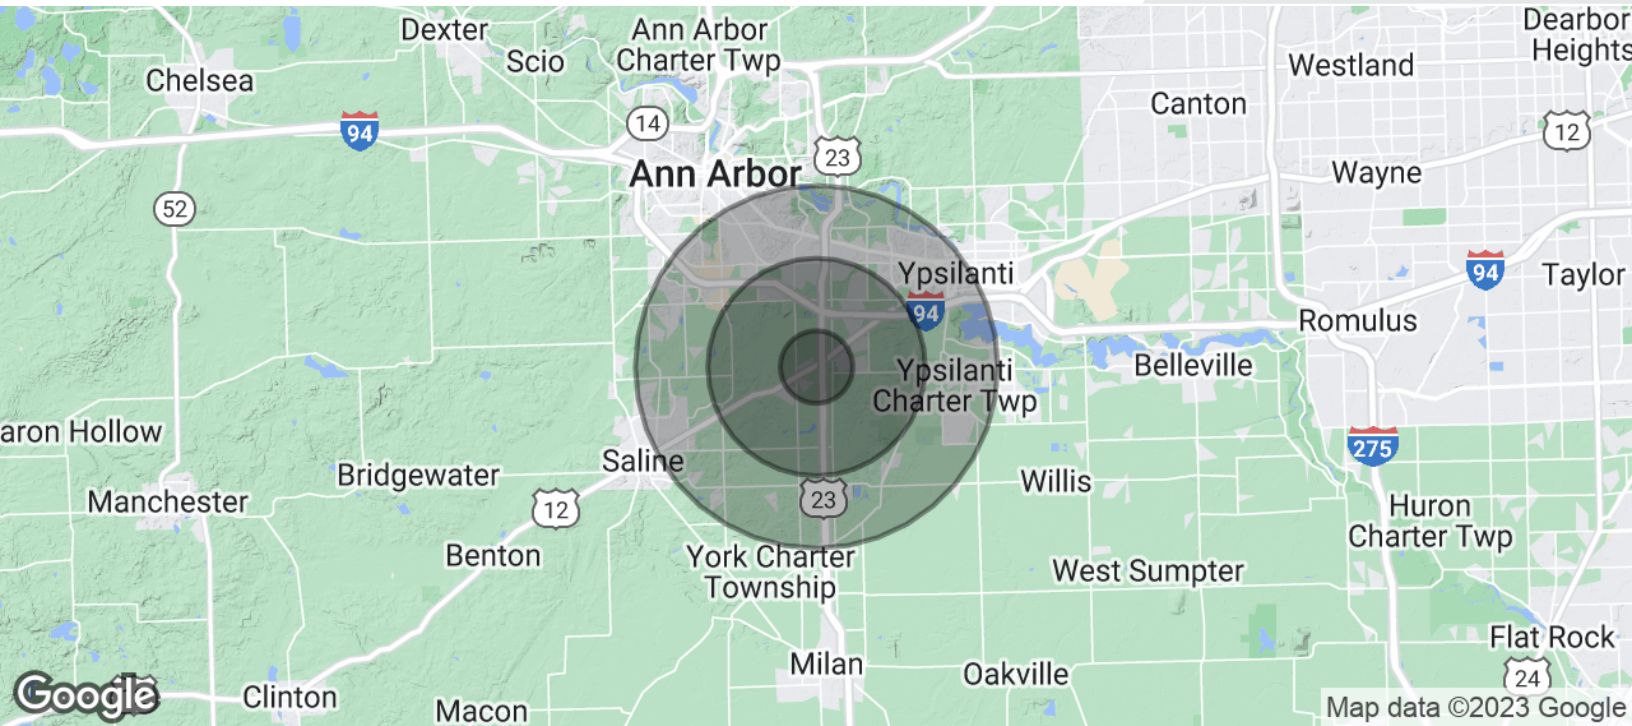 Dexter
Ann Arbor
Charter Twp
Scio
Chelsea
Dearbor
Heights
Westland
Canton
94
14
23
12
Ann Arbor
Wayne
52
Ypsilanti
94
94
Taylor
Romulus
Ypsilanti
Charter Twp
Belleville
aron Hollow
275
Saline
Bridgewater
Willis
Manchester
12
23
Huron
Charter Twp
Benton
York Charter
Township
West Sumpter
Flat Rock
Milan
Oakville
24
Google
Clinton
Macon
Map data ©2023 Google